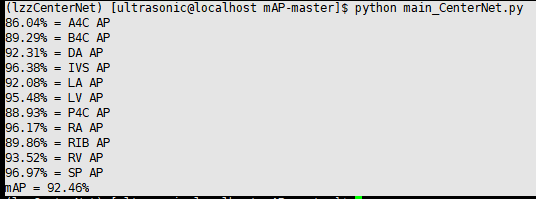 (lzzCenterNet) [ultrasonic@localhost mAP-master]$ python main_CenterNet.py
86.04% = A4C AP
89.29% = B4C AP
92.31% = DA AP
96.38% = IVS AP
92.08% = LA AP
95.48% = LV AP
88.93% = P4C AP
96.17% = RA AP
89.86% = RIB AP
93.52% = RV AP
96.97% = SP AP
mAP = 92.46%